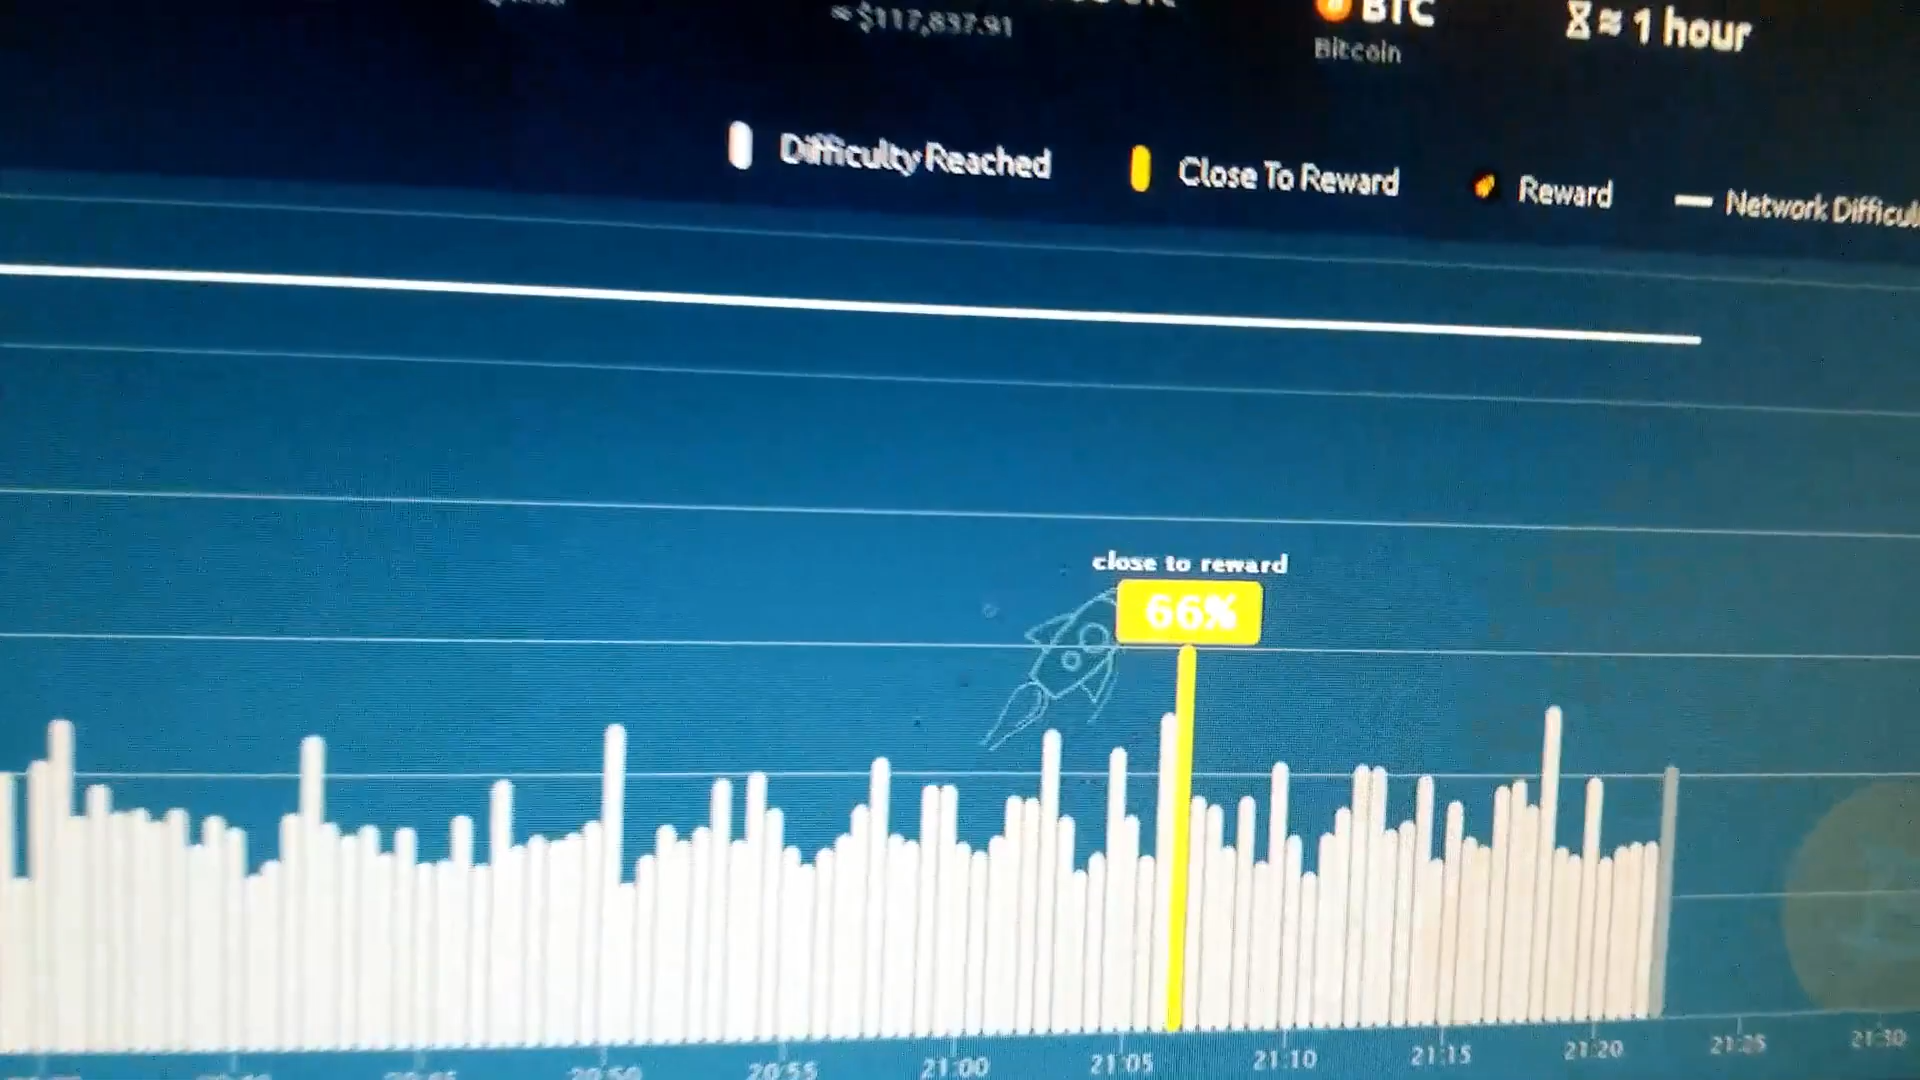 ≈ $117,837.91
BTC
Bitcoin
≈ 1 hour
Difficulty Reached
Close To Reward
Reward
Network
close to reward
66%
20:50
20:55
21:00
21:05
21:10
21:15
21:20
21:25
21:30